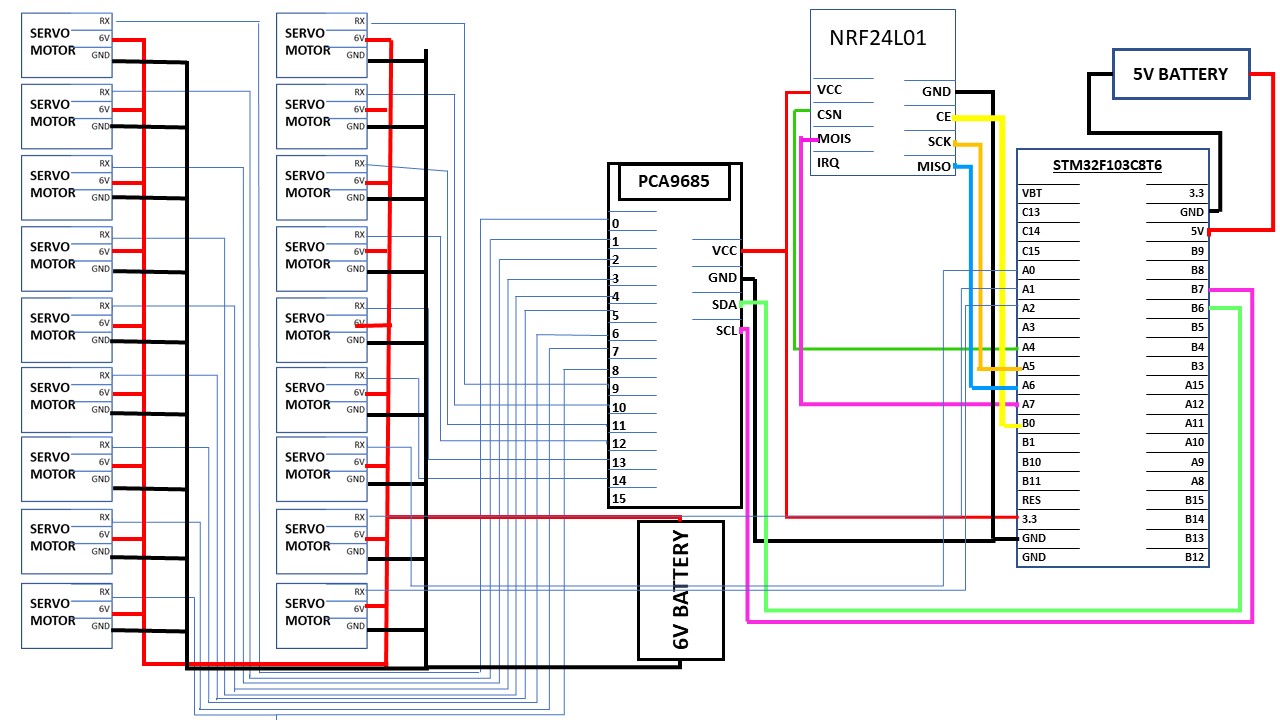 RX
SERVO
6V
MOTOR
GND
RX
SERVO
6V
MOTOR
GND
RX
SERVO
6V
MOTOR
GND
RX
SERVO
6V
MOTOR
GND
RX
SERVO
6V
MOTOR
GND
RX
SERVO
6V
MOTOR
GND
RX
SERVO
6V
MOTOR
GND
RX
SERVO
6V
MOTOR
GND
RX
SERVO
6V
MOTOR
GND
RX
SERVO
6V
MOTOR
GND
RX
SERVO
6V
MOTOR
GND
RX
SERVO
6V
MOTOR
GND
RX
SERVO
6V
MOTOR
GND
RX
SERVO
6V
MOTOR
GND
RX
SERVO
6V
MOTOR
GND
RX
SERVO
6V
MOTOR
GND
RX
SERVO
6V
MOTOR
GND
RX
SERVO
6V
MOTOR
GND
PCA9685
0
1
2
3
4
5
6
7
8
9
10
11
12
13
14
15
VCC
GND
SDA
SCL
6V BATTERY
NRF24L01
VCC
CSN
MOIS
IRQ
GND
CE
SCK
MISO
5V BATTERY
STM32F103C8T6
VBT
C13
C14
C15
A0
A1
A2
A3
A4
A5
A6
A7
B0
B1
B10
B11
RES
3.3
GND
GND
3.3
GND
5V
B9
B8
B7
B6
B5
B4
B3
A15
A12
A11
A10
A9
A8
B15
B14
B13
B12